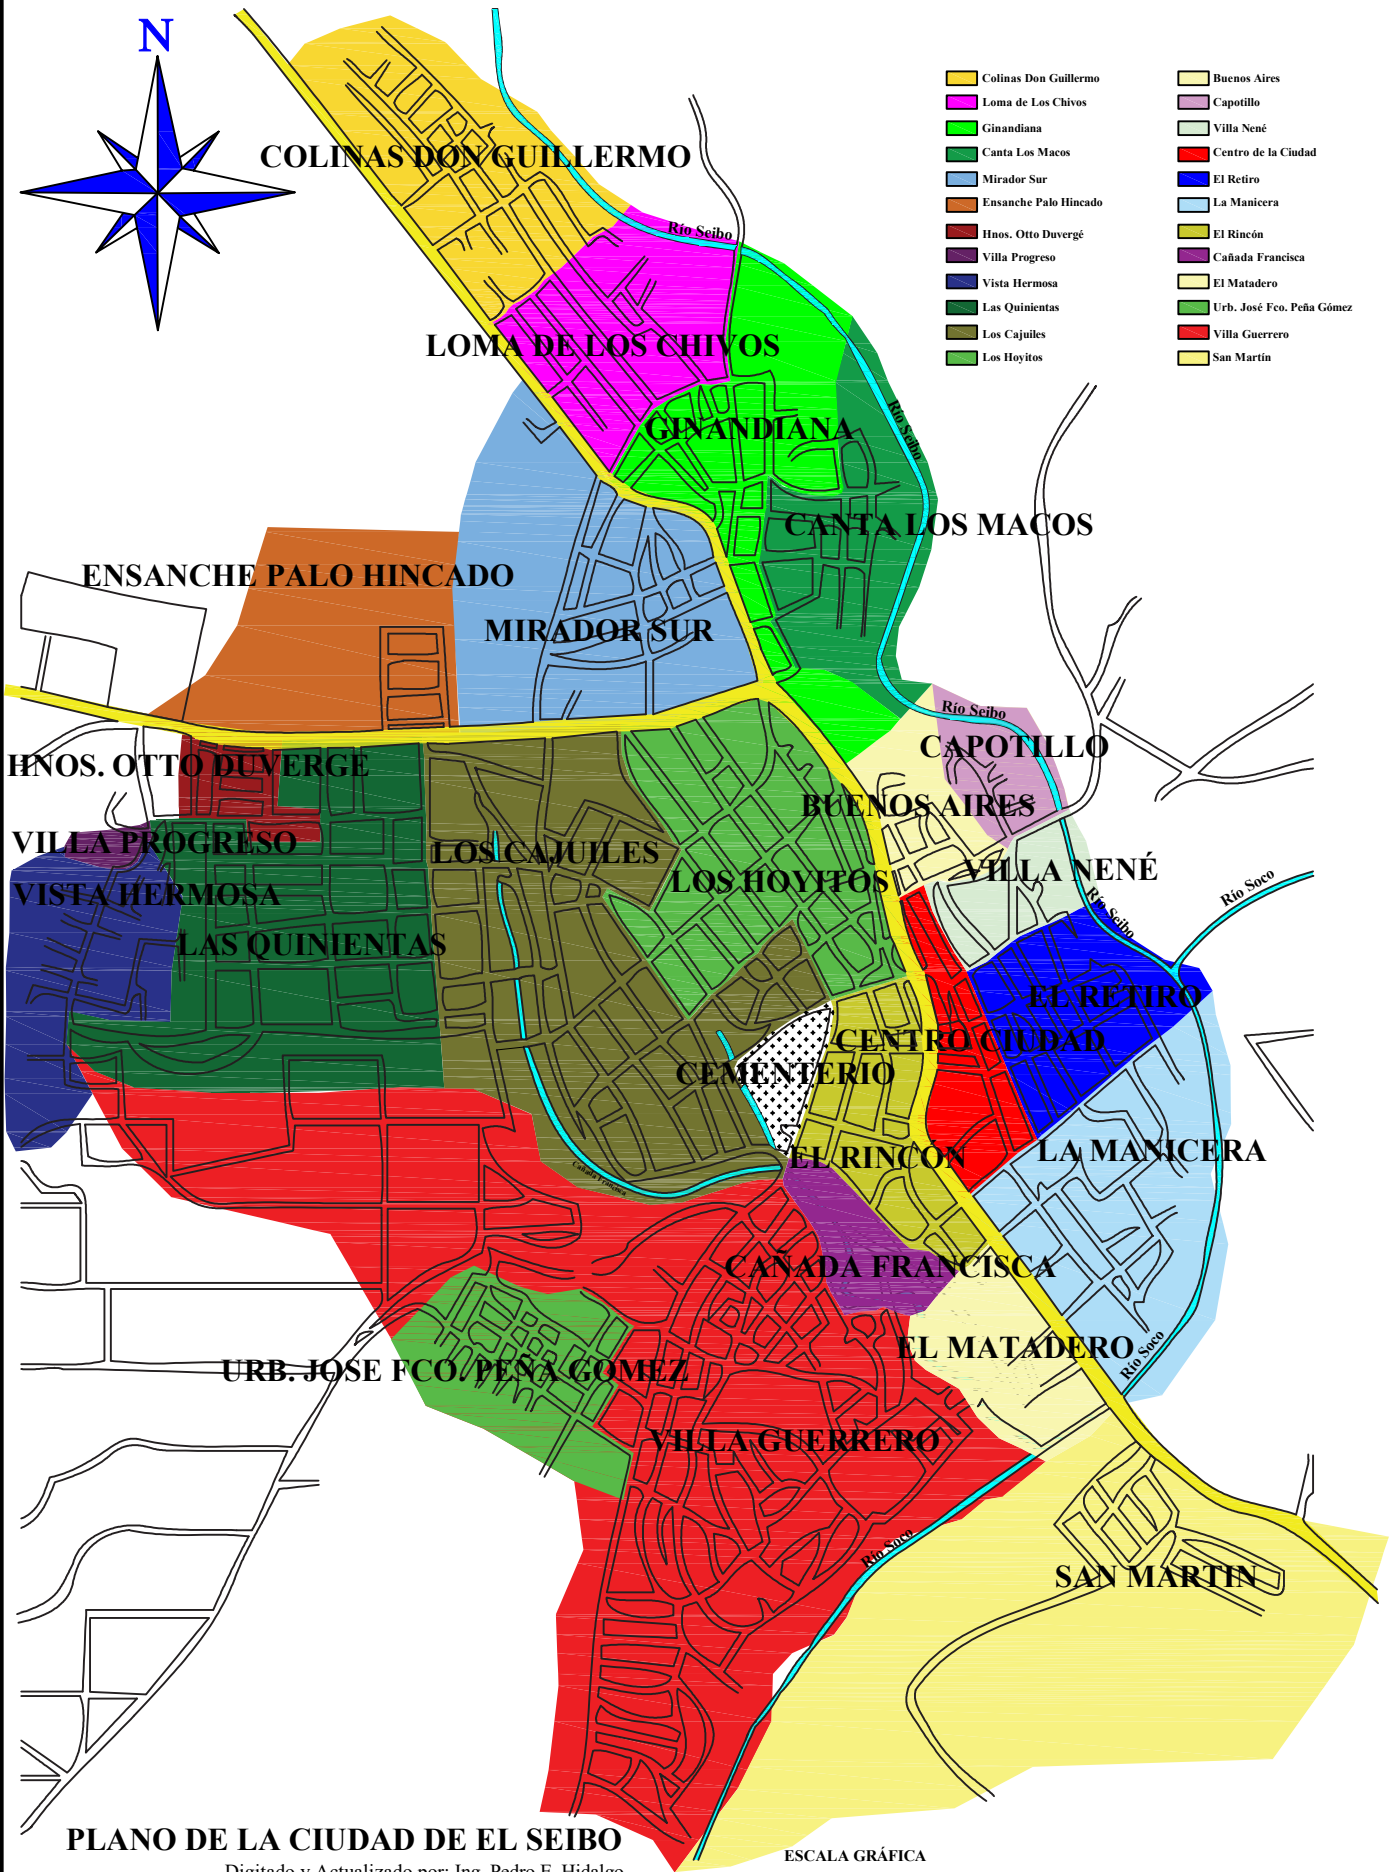 N
Colinas Don Guillermo
Loma de Los Chivos
Ginandiana
Canta Los Macos
Mirador Sur
Ensanche Palo Hincado
Hnos. Otto Duvergé
Villa Progreso
Vista Hermosa
Las Quinientas
Los Cajuiles
Los Hoyitos
Buenos Aires
Capotillo
Villa Nené
Centro de la Ciudad
El Retiro
La Manicera
El Rincón
Cañada Francisca
El Matadero
Urb. José Fco. Peña Gómez
Villa Guerrero
San Martín
COLINAS DON GUILLERMO
Río Seibo
LOMA DE LOS CHIVOS
GINANDIANA
Río Seibo
CANTA LOS MACOS
ENSANCHE PALO HINCADO
MIRADOR SUR
Río Seibo
CAPOTILLO
HNOS. OTTO DUVERGE
BUENOS AIRES
VILLA PROGRESO
LOS CAJUILES
VILLA NENÉ
LOS HOYITOS
VISTA HERMOSA
Río Soco
Río Seibo
LAS QUINIENTAS
EL RETIRO
CENTRO CIUDAD
CEMENTERIO
EL RINCÓN
LA MANICERA
Cañada Francisca
CAÑADA FRANCISCA
EL MATADERO
Río Soco
URB. JOSE FCO. PEÑA GOMEZ
VILLA GUERRERO
Río Soco
SAN MARTIN
PLANO DE LA CIUDAD DE EL SEIBO
ESCALA GRÁFICA
Digitado y Actualizado por: Ing. Pedro E. Hidalgo